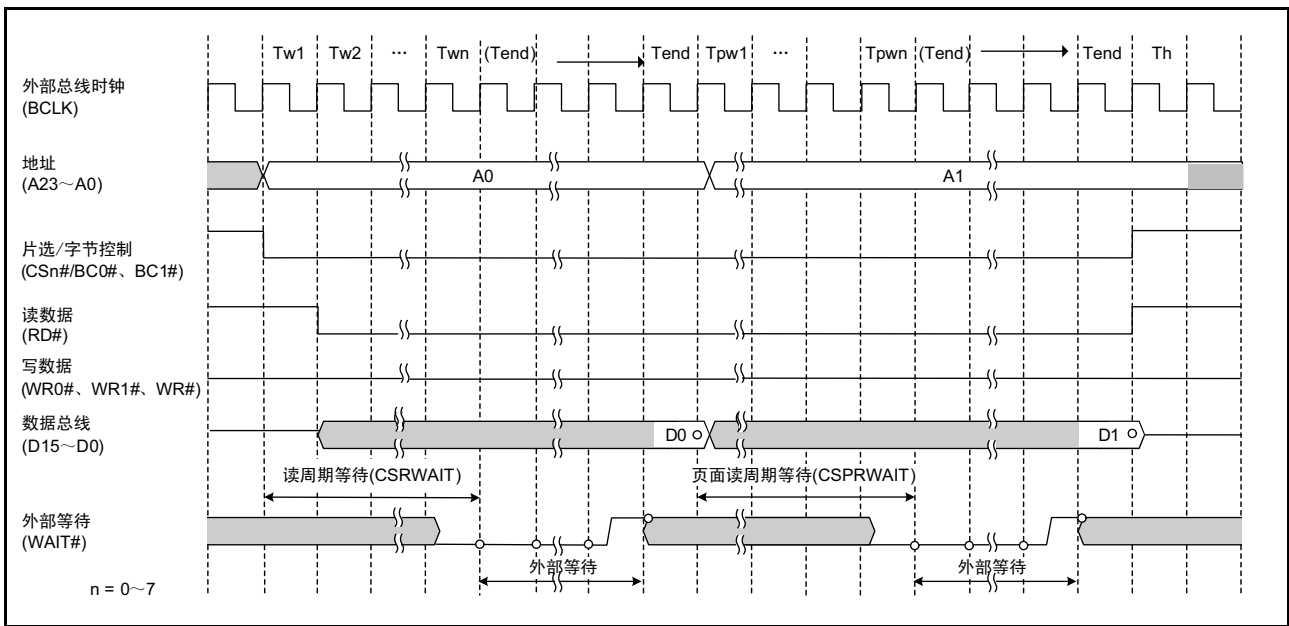 Tw1 Tw2 ... Twn (Tend) Tend Tpw1 ... Tpwn (Tend) Tend Th
外部总线时钟
(BCLK)
地址
(A23～A0)
A0 A1
片选/字节控制
(CSn#/BC0#、BC1#)
读数据
(RD#)
写数据
(WR0#、WR1#、WR#)
数据总线
(D15～D0)
D0 D1
读周期等待(CSRWAIT) 页面读周期等待(CSPRWAIT)
外部等待
(WAIT#)
外部等待 外部等待
n = 0～7